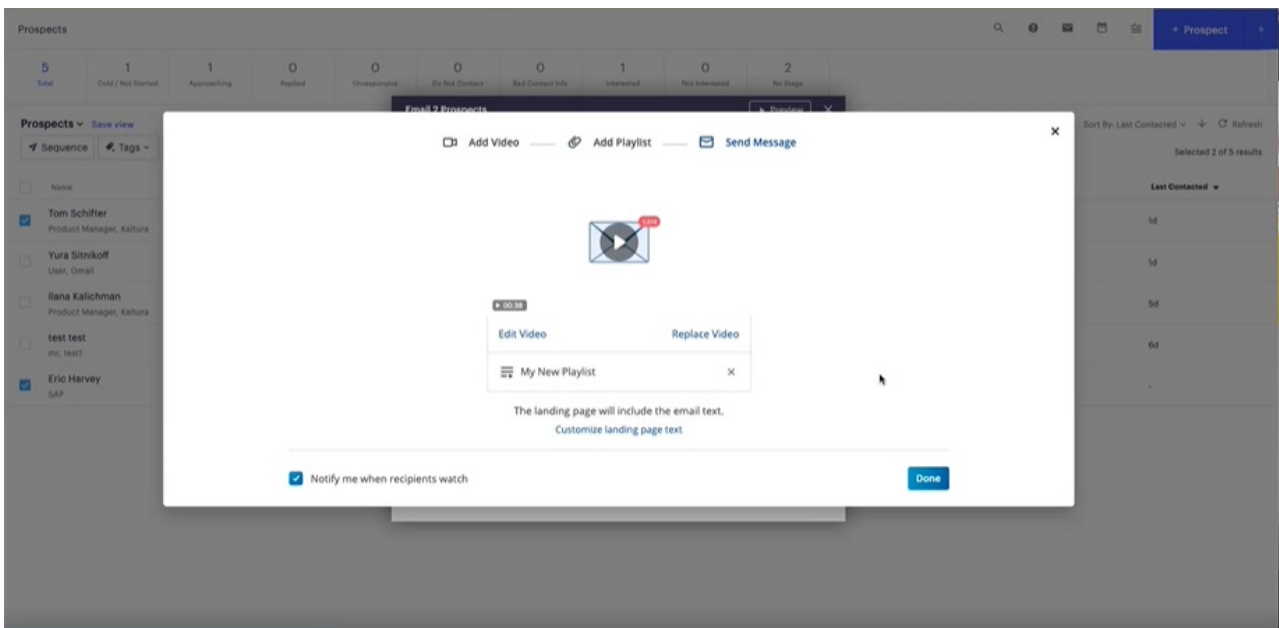 Prospects
+ Prospect
5 1 1 0 0 0 0 1 0 2
Total Cold / Not Started Approaching Replied Unresponsive Do Not Contact Bad Contact Info Interested Not Interested No Stage
Email 2 Prospects Preview
Prospects Save view
Sort By: Last Contacted Refresh
Add Video Add Playlist Send Message
Sequence Tags
Selected 2 of 5 results
Name Last Contacted
Tom Schifter
Product Manager, Kaltura
1d
Yura Sitnikoff
User, Gmail
1d
Ilana Kalichman
Product Manager, Kaltura
5d
00:38
Edit Video Replace Video
test test
mr, test1
6d
My New Playlist
Eric Harvey
SAP
-
The landing page will include the email text.
Customize landing page text
Notify me when recipients watch
Done